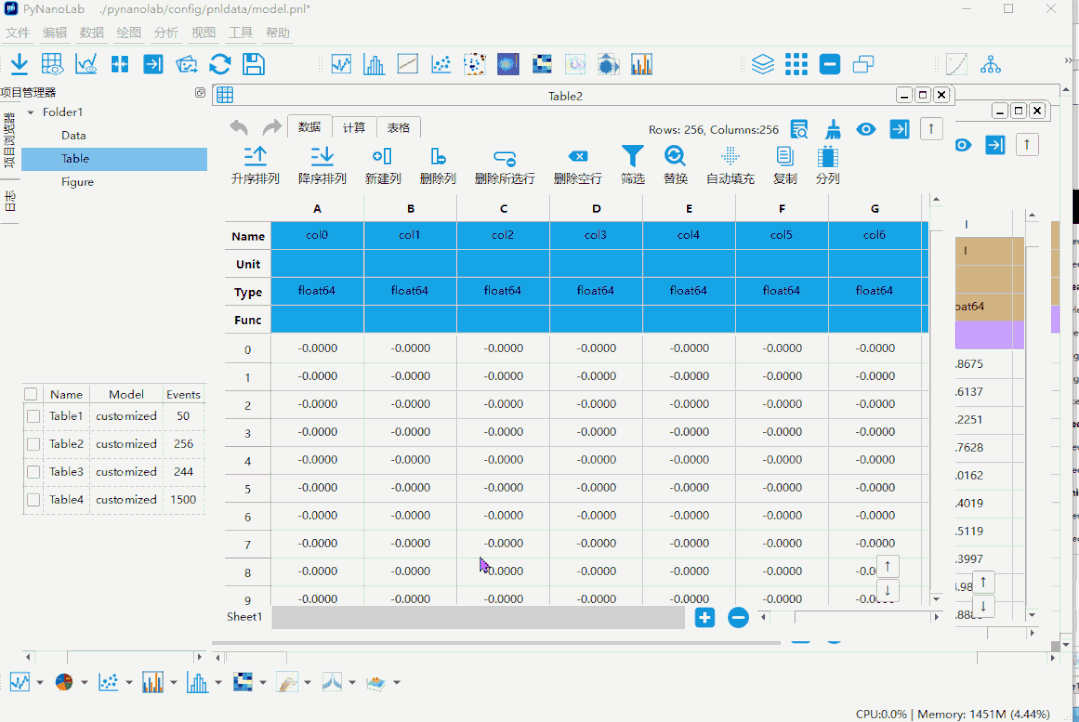 PyNanoLab ./pynanolab/config/pnldata/model.pnl*
文件 编辑 数据 绘图 分析 视图 工具 帮助
项目管理器
项目浏览器
日志
Folder1
Data
Table
Figure
Name Model Events
Table1 customized 50
Table2 customized 256
Table3 customized 244
Table4 customized 1500
Table2
数据 计算 表格
Rows: 256, Columns:256
升序排列 降序排列 新建列 删除列 删除所选行 删除空行 筛选 替换 自动填充 复制 分列
A B C D E F G
Name col0 col1 col2 col3 col4 col5 col6
Unit
Type float64 float64 float64 float64 float64 float64 float64
Func
0 -0.0000 -0.0000 -0.0000 -0.0000 -0.0000 -0.0000 -0.0000
1 -0.0000 -0.0000 -0.0000 -0.0000 -0.0000 -0.0000 -0.0000
2 -0.0000 -0.0000 -0.0000 -0.0000 -0.0000 -0.0000 -0.0000
3 -0.0000 -0.0000 -0.0000 -0.0000 -0.0000 -0.0000 -0.0000
4 -0.0000 -0.0000 -0.0000 -0.0000 -0.0000 -0.0000 -0.0000
5 -0.0000 -0.0000 -0.0000 -0.0000 -0.0000 -0.0000 -0.0000
6 -0.0000 -0.0000 -0.0000 -0.0000 -0.0000 -0.0000 -0.0000
7 -0.0000 -0.0000 -0.0000 -0.0000 -0.0000 -0.0000 -0.0000
8 -0.0000 -0.0000 -0.0000 -0.0000 -0.0000 -0.0000 -0.0
9 -0.0000 -0.0000 -0.0000 -0.0000 -0.0000 -0.0000 -0.00
Sheet1
I
I
oat64
.8675
.6137
.2251
.7628
.0162
.4019
.5119
.3997
4.98
.888
CPU:0.0% | Memory: 1451M (4.44%)